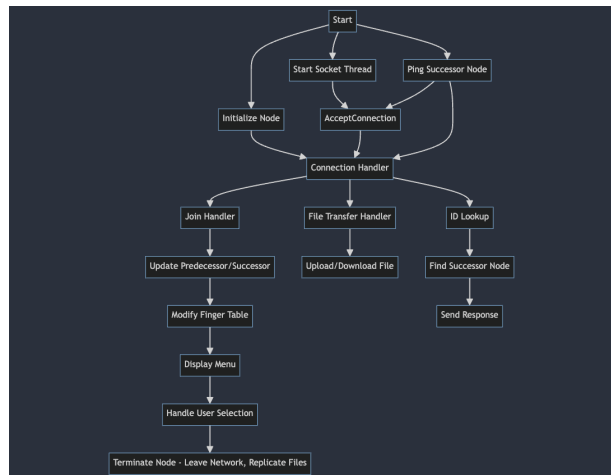 Start
Start Socket Thread
Ping Successor Node
Initialize Node
AcceptConnection
Connection Handler
Join Handler
File Transfer Handler
ID Lookup
Update Predecessor/Successor
Upload/Download File
Find Successor Node
Modify Finger Table
Send Response
Display Menu
Handle User Selection
Terminate Node - Leave Network, Replicate Files